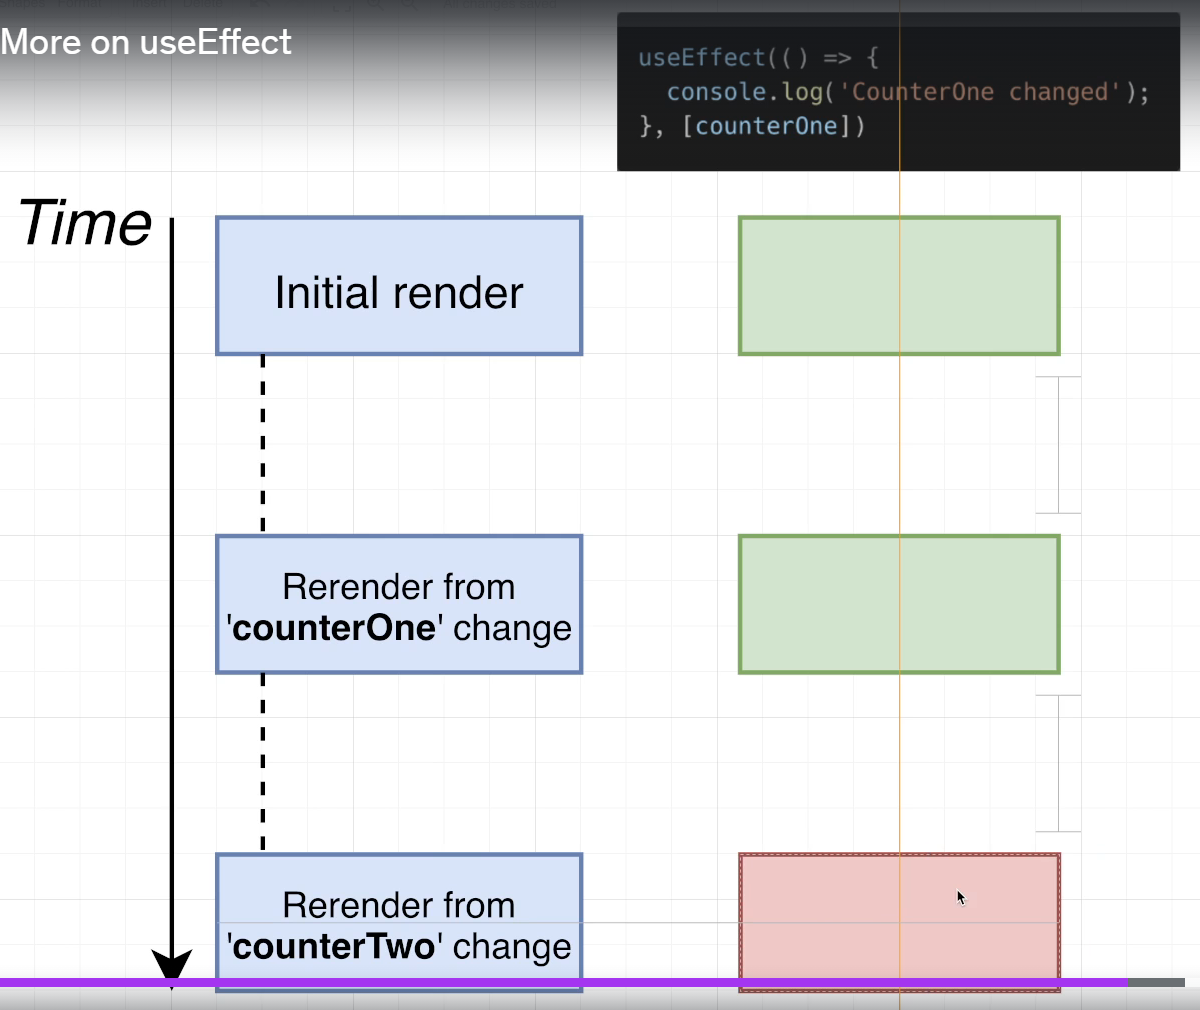 More on useEffect
useEffect(() => {
console.log('CounterOne changed');
}, [counterOne])
Time
Initial render
Rerender from
'counterOne' change
Rerender from
'counterTwo' change